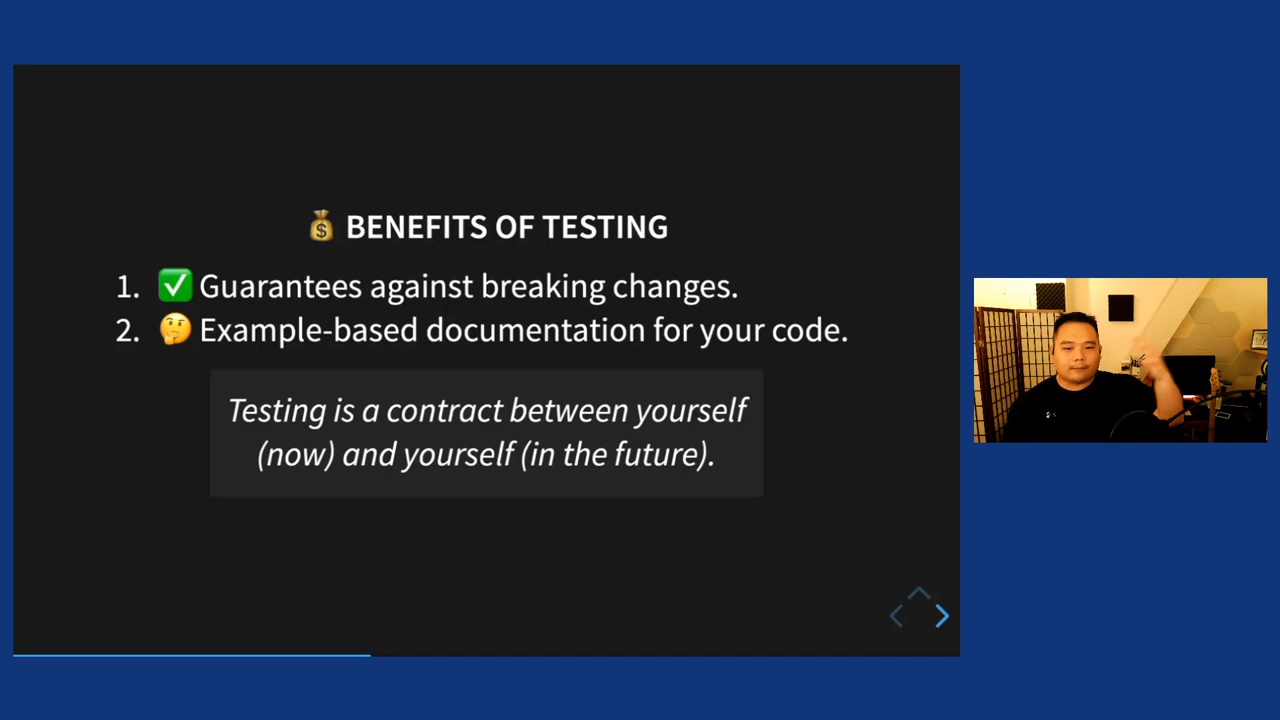 💰 BENEFITS OF TESTING
1. ✅ Guarantees against breaking changes.
2. 🤔 Example-based documentation for your code.
Testing is a contract between yourself
(now) and yourself (in the future).